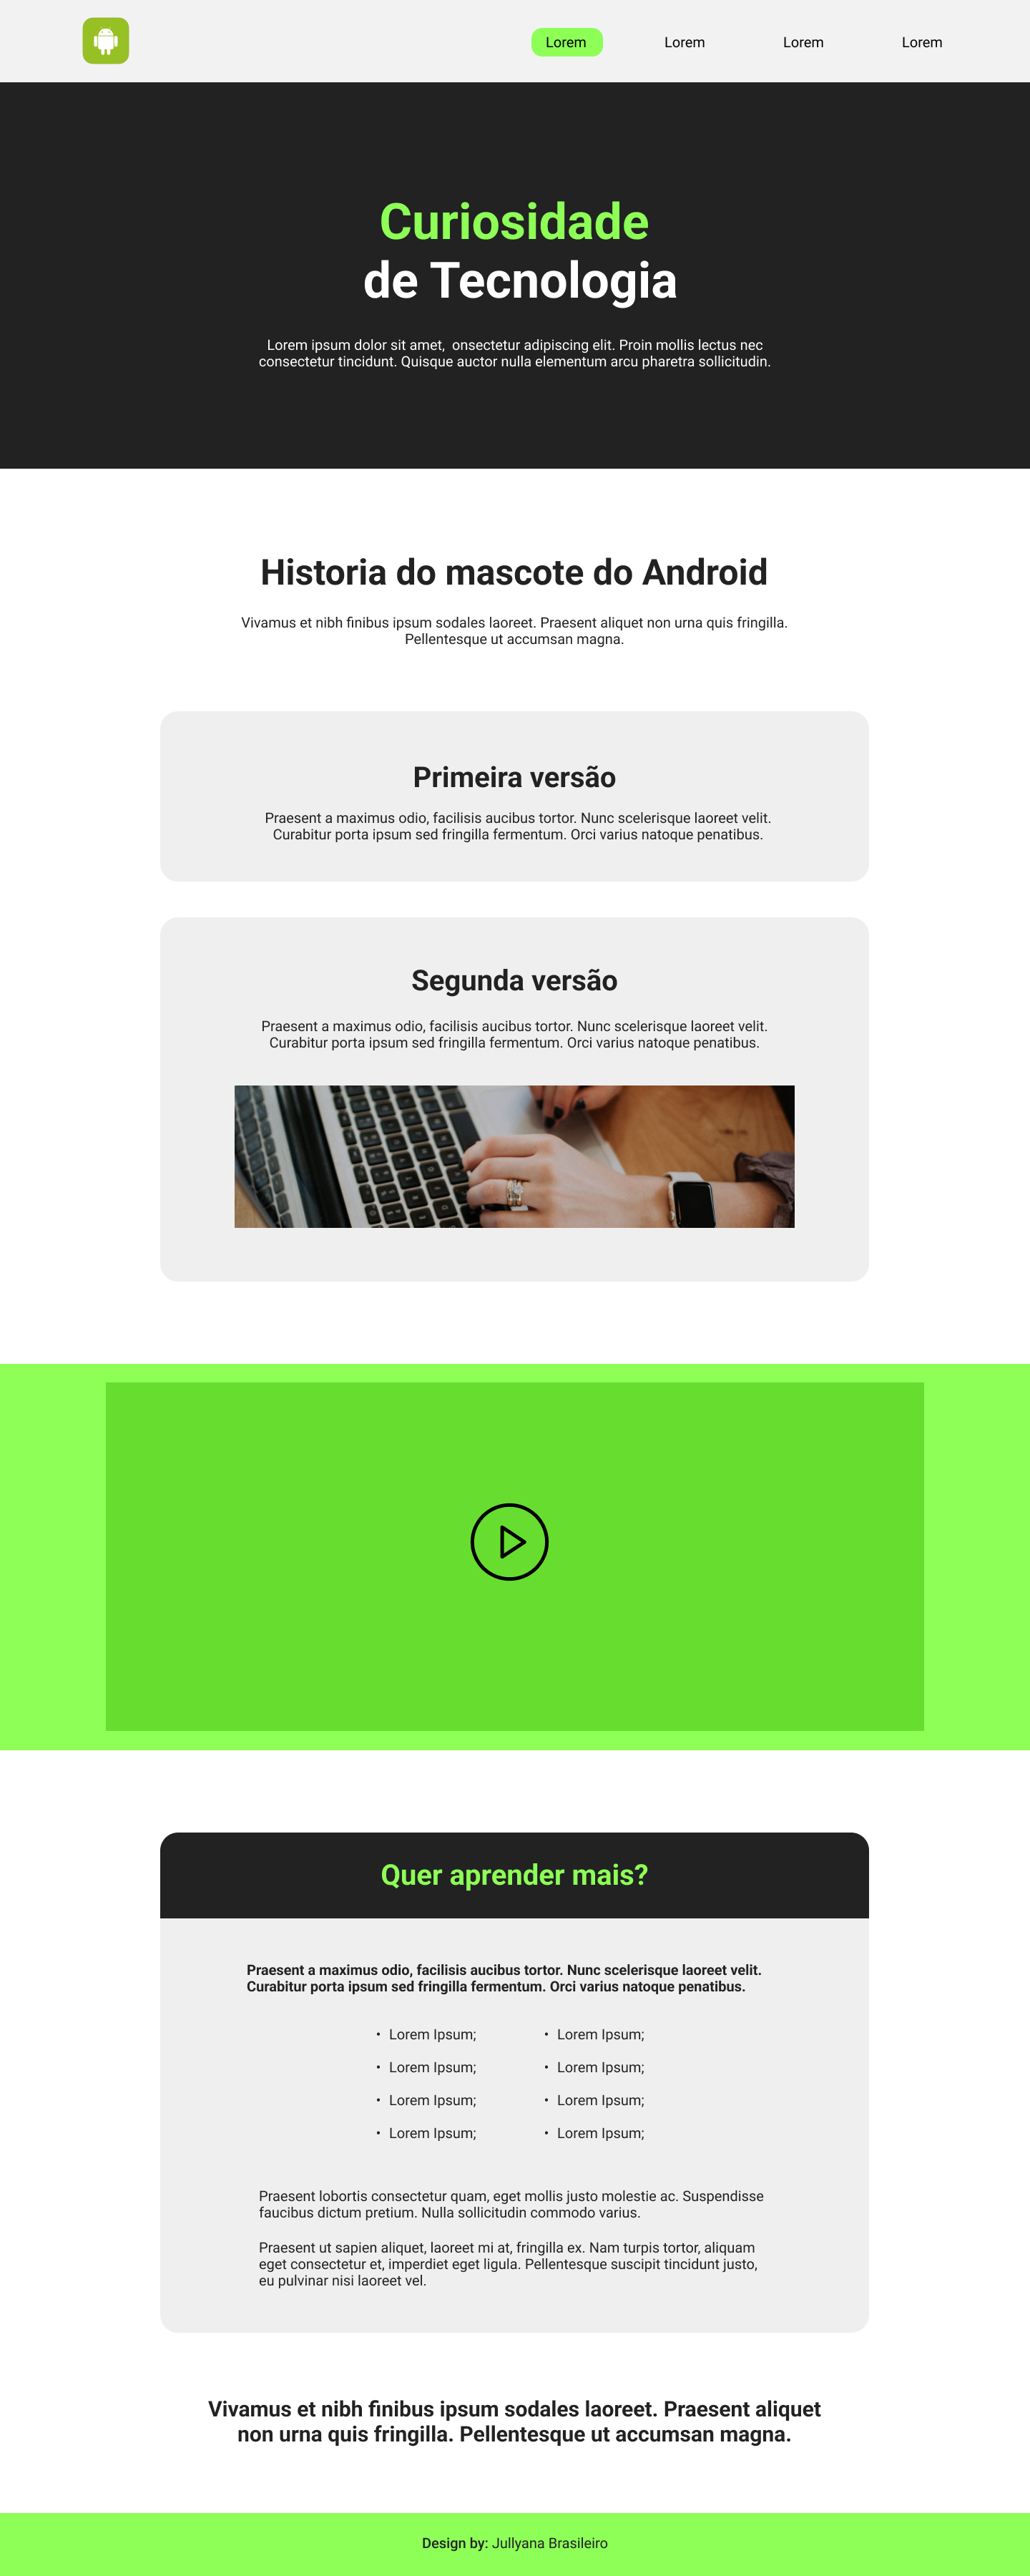 Lorem Lorem Lorem Lorem
Curiosidade
de Tecnologia
Lorem ipsum dolor sit amet, onsectetur adipiscing elit. Proin mollis lectus nec
consectetur tincidunt. Quisque auctor nulla elementum arcu pharetra sollicitudin.
Historia do mascote do Android
Vivamus et nibh finibus ipsum sodales laoreet. Praesent aliquet non urna quis fringilla.
Pellentesque ut accumsan magna.
Primeira versão
Praesent a maximus odio, facilisis aucibus tortor. Nunc scelerisque laoreet velit.
Curabitur porta ipsum sed fringilla fermentum. Orci varius natoque penatibus.
Segunda versão
Praesent a maximus odio, facilisis aucibus tortor. Nunc scelerisque laoreet velit.
Curabitur porta ipsum sed fringilla fermentum. Orci varius natoque penatibus.
Quer aprender mais?
Praesent a maximus odio, facilisis aucibus tortor. Nunc scelerisque laoreet velit.
Curabitur porta ipsum sed fringilla fermentum. Orci varius natoque penatibus.
• Lorem Ipsum; • Lorem Ipsum;
• Lorem Ipsum; • Lorem Ipsum;
• Lorem Ipsum; • Lorem Ipsum;
• Lorem Ipsum; • Lorem Ipsum;
Praesent lobortis consectetur quam, eget mollis justo molestie ac. Suspendisse
faucibus dictum pretium. Nulla sollicitudin commodo varius.
Praesent ut sapien aliquet, laoreet mi at, fringilla ex. Nam turpis tortor, aliquam
eget consectetur et, imperdiet eget ligula. Pellentesque suscipit tincidunt justo,
eu pulvinar nisi laoreet vel.
Vivamus et nibh finibus ipsum sodales laoreet. Praesent aliquet
non urna quis fringilla. Pellentesque ut accumsan magna.
Design by: Jullyana Brasileiro